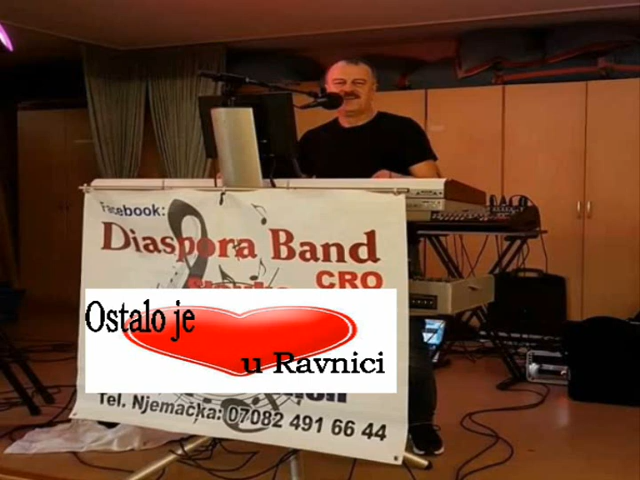 Facebook:
Diaspora Band
CRO
Ostalo je
u Ravnici
Tel. Njemačka: 07082 491 66 44